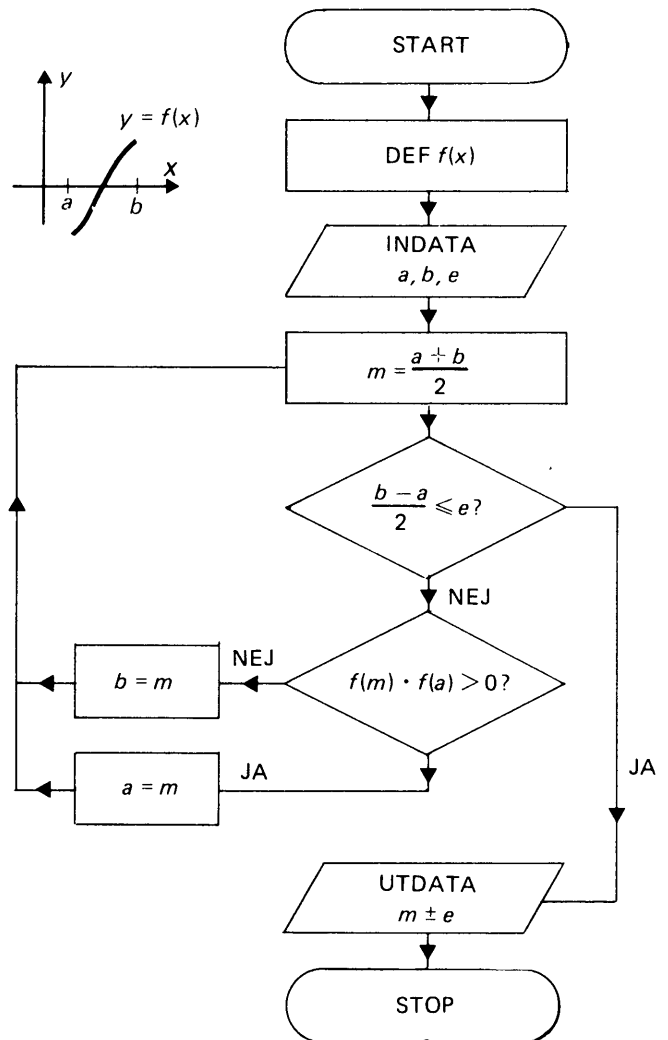 START
y
y = f(x)
x
a
b
DEF f(x)
INDATA
a, b, e
m = a + b
2
b − a
2
⩽ e?
NEJ
NEJ
f(m) · f(a) > 0?
b = m
JA
a = m
JA
UTDATA
m ± e
STOP